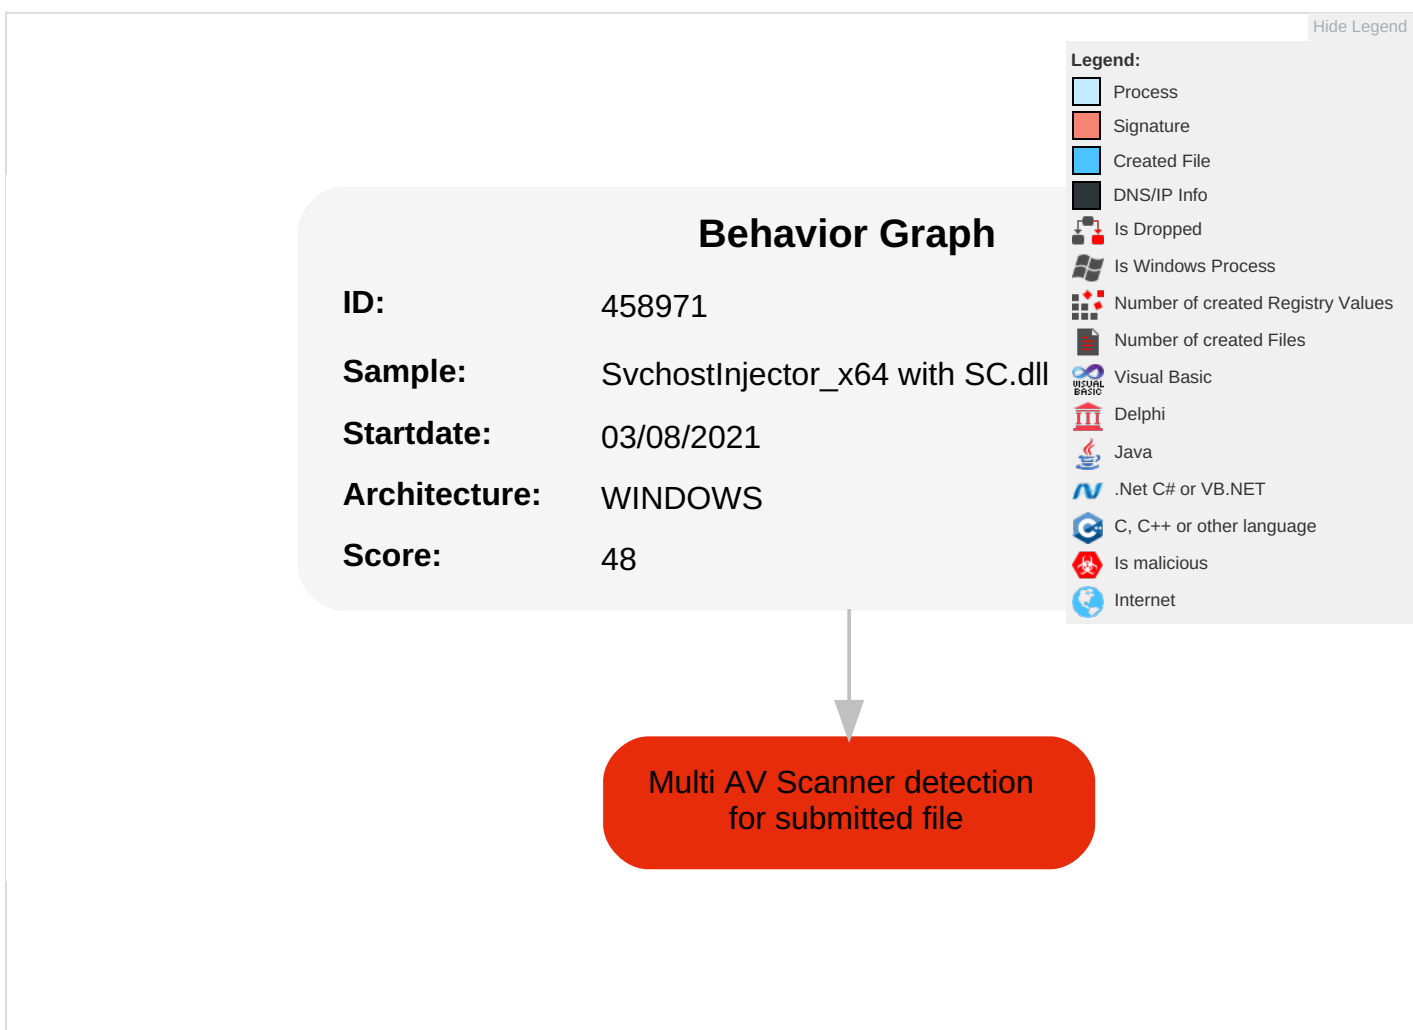 Hide Legend
Legend:
Process
Signature
Created File
DNS/IP Info
Is Dropped
Is Windows Process
Number of created Registry Values
Number of created Files
VISUAL
BASIC
Visual Basic
Delphi
Java
.Net C# or VB.NET
C, C++ or other language
Is malicious
Internet
Behavior Graph
ID: 458971
Sample: SvchostInjector_x64 with SC.dll
Startdate: 03/08/2021
Architecture: WINDOWS
Score: 48
Multi AV Scanner detection
for submitted file